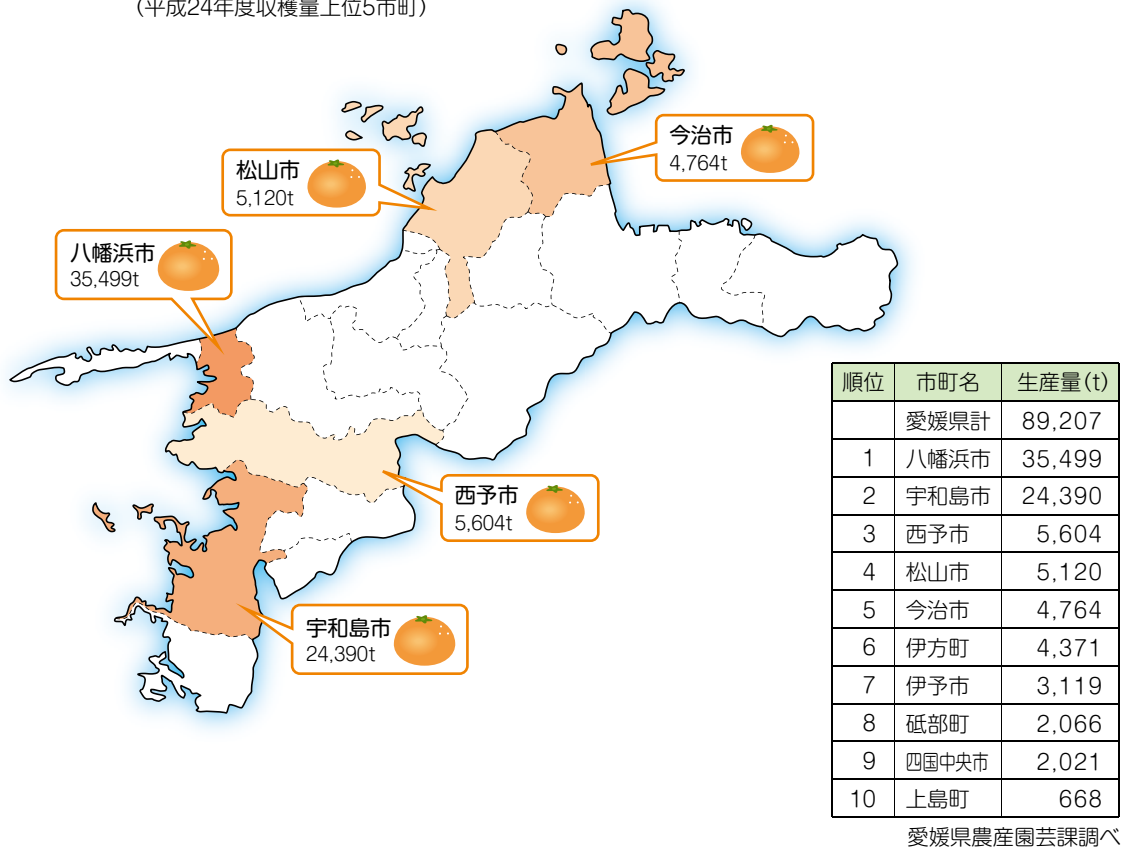 (平成24年度収穫量上位5市町)
今治市
4,764t
松山市
5,120t
八幡浜市
35,499t
西予市
5,604t
宇和島市
24,390t
順位 市町名 生産量(t)
愛媛県計 89,207
1 八幡浜市 35,499
2 宇和島市 24,390
3 西予市 5,604
4 松山市 5,120
5 今治市 4,764
6 伊方町 4,371
7 伊予市 3,119
8 砥部町 2,066
9 四国中央市 2,021
10 上島町 668
愛媛県農産園芸課調べ